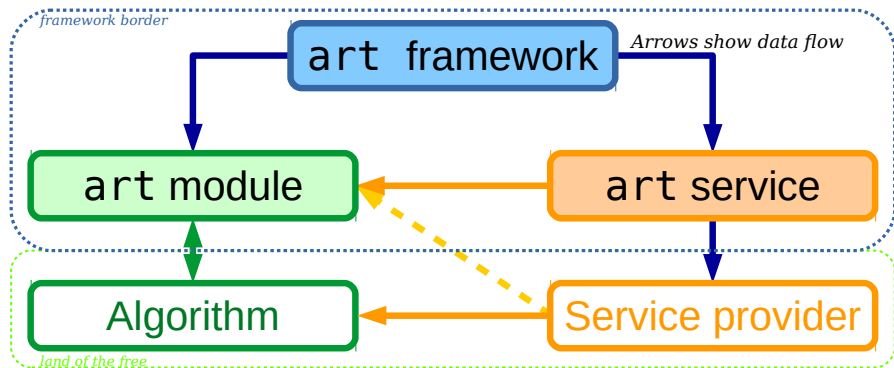 framework border
art framework
Arrows show data flow
art module
art service
Algorithm
Service provider
land of the free